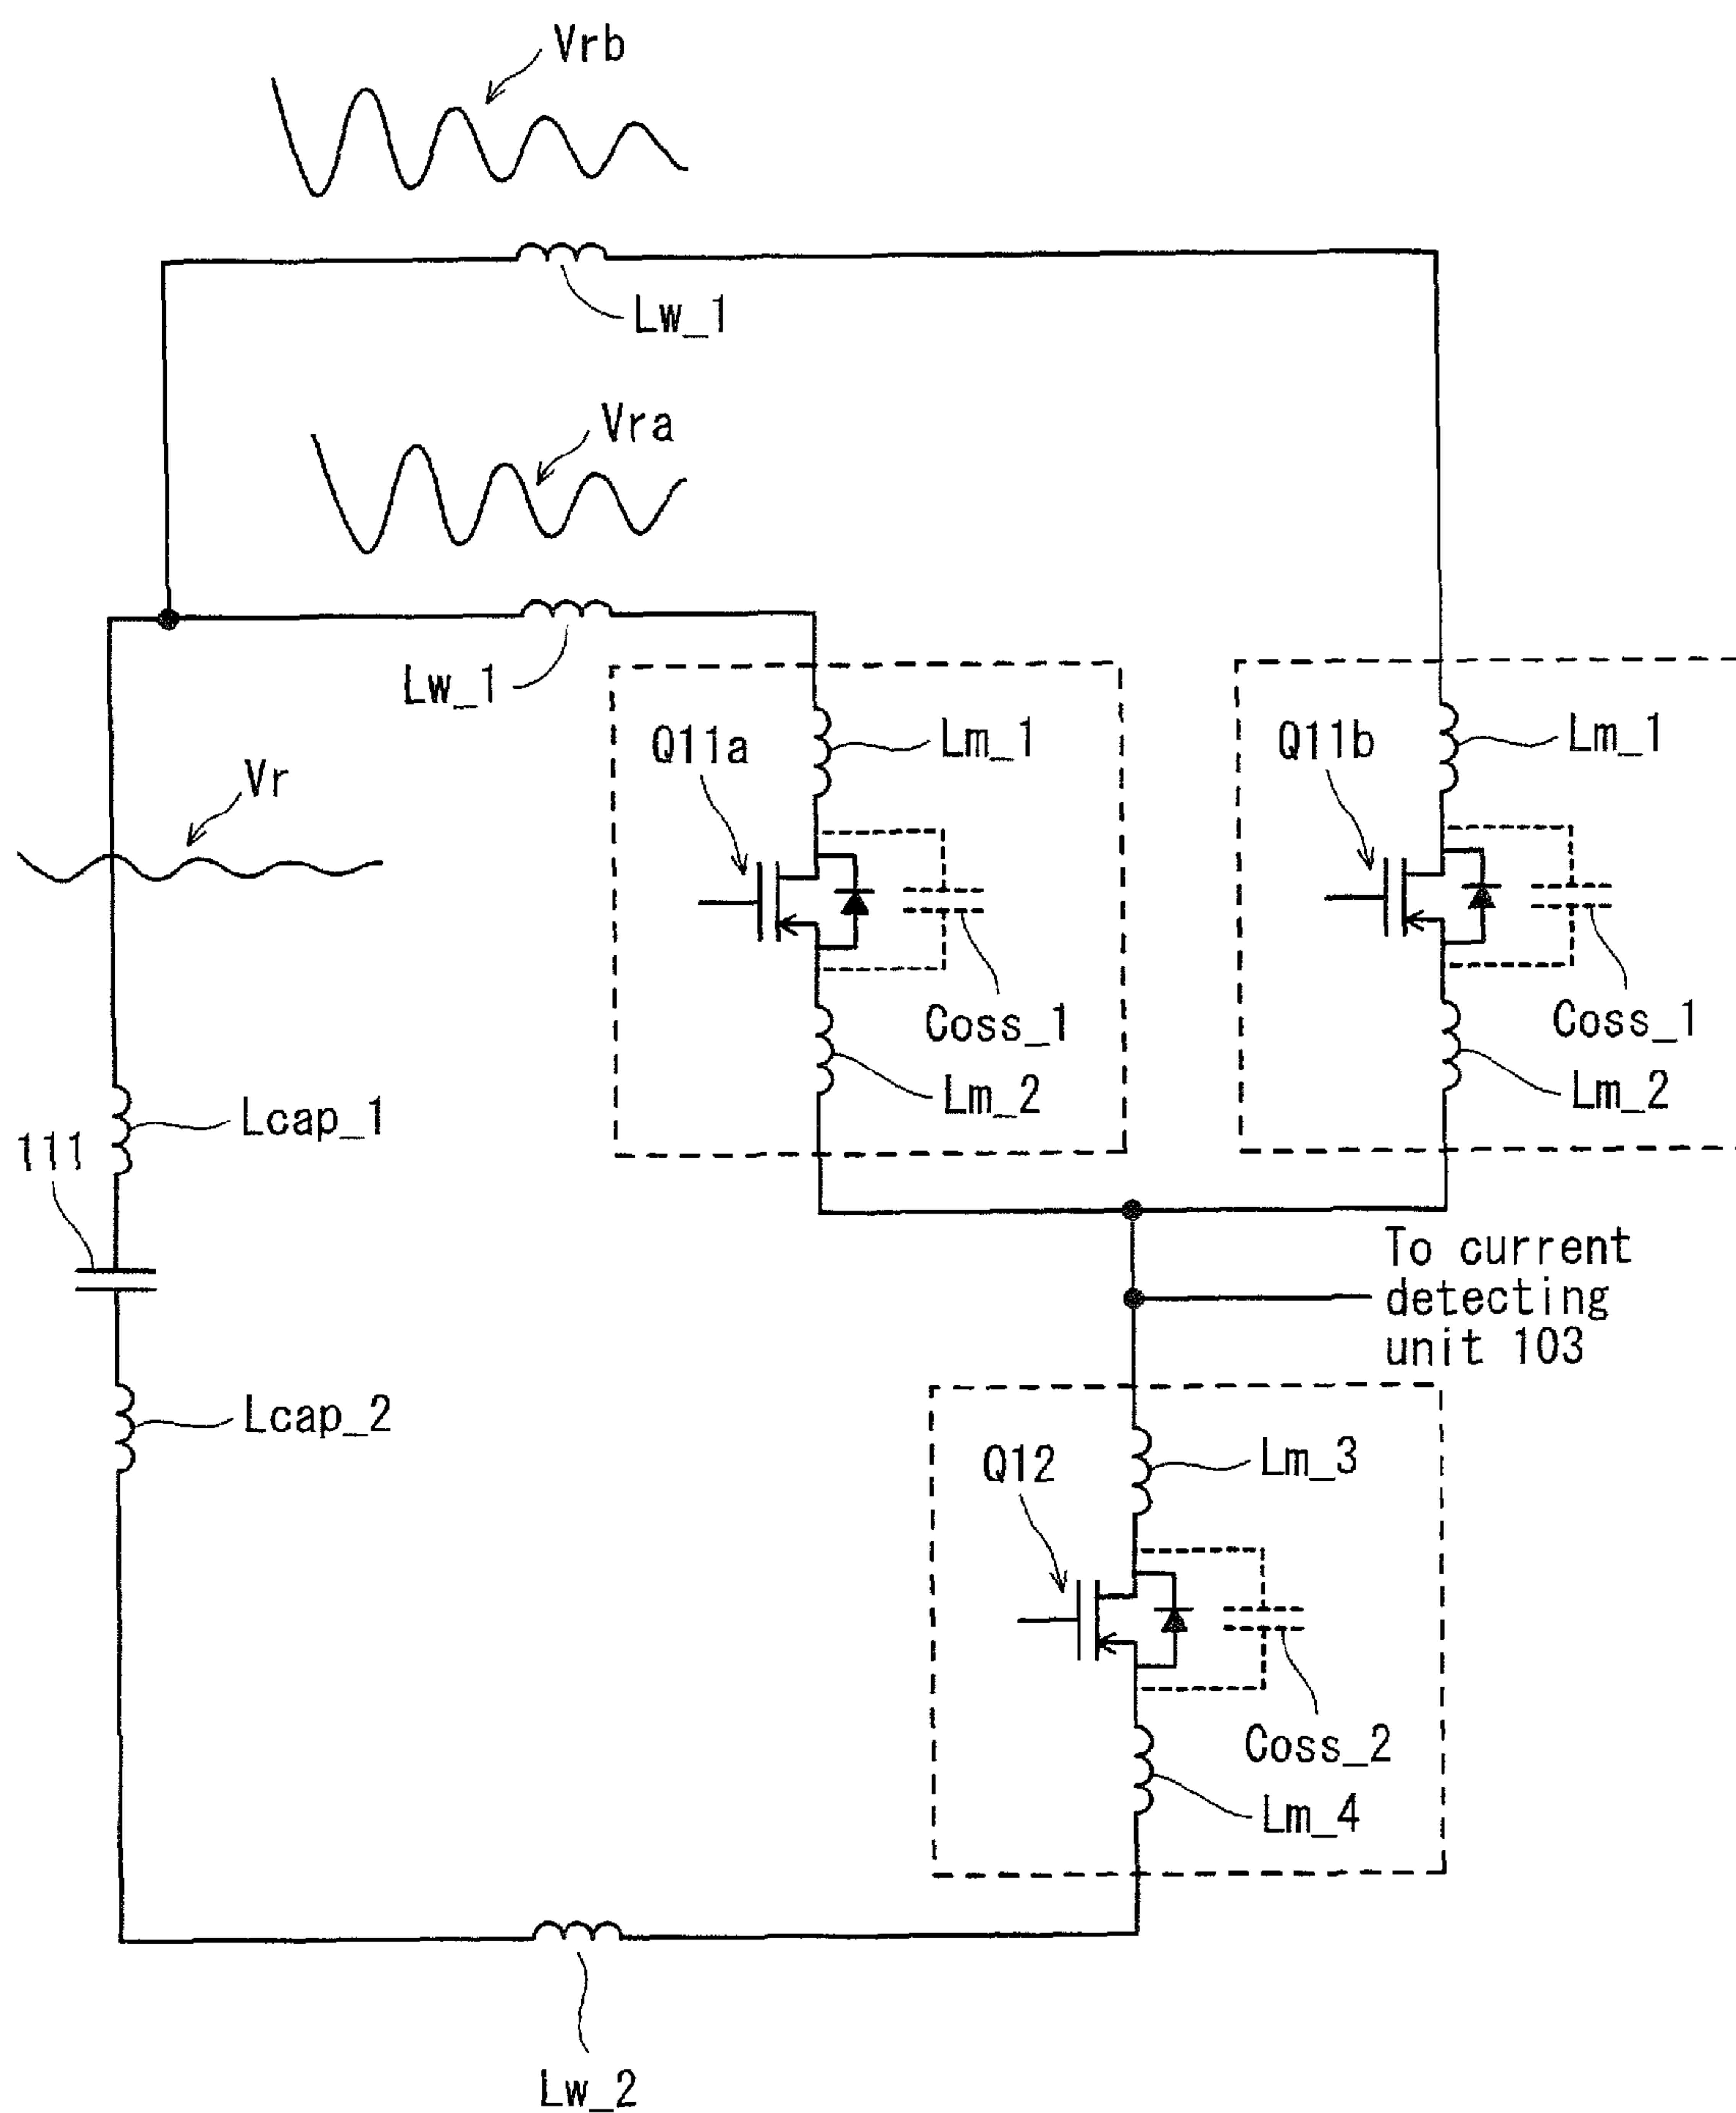 Vrb
Lw_1
Vra
Lw_1
Q11a
Lm_1
Q11b
Lm_1
Vr
Coss_1
Coss_1
Lm_2
Lm_2
Lcap_1
111
To current
detecting
unit 103
Lcap_2
Q12
Lm_3
Coss_2
Lm_4
Lw_2